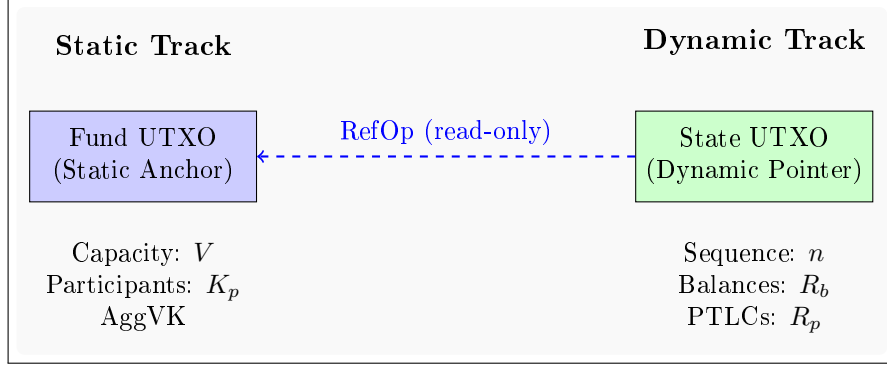 Static Track
Dynamic Track
Fund UTXO
(Static Anchor)
RefOp (read-only)
State UTXO
(Dynamic Pointer)
Capacity: V
Participants: K_p
AggVK
Sequence: n
Balances: R_b
PTLCs: R_p